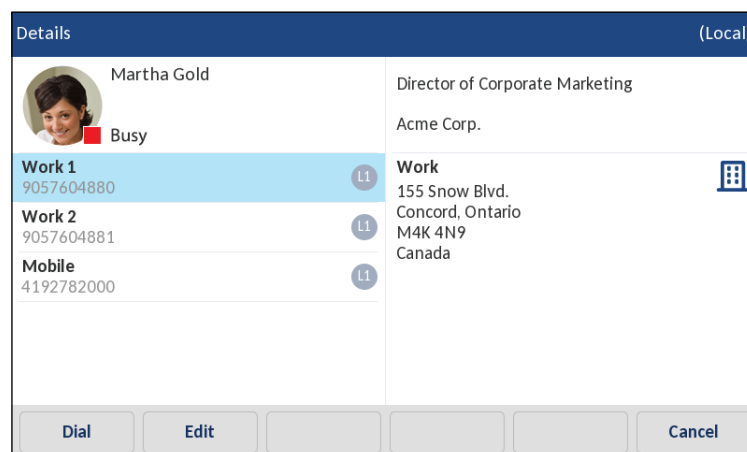 Details
(Local
Martha Gold
Busy
Director of Corporate Marketing
Acme Corp.
Work 1
9057604880
L1
Work 2
9057604881
L1
Mobile
4192782000
L1
Work
155 Snow Blvd.
Concord, Ontario
M4K 4N9
Canada
Dial
Edit
Cancel